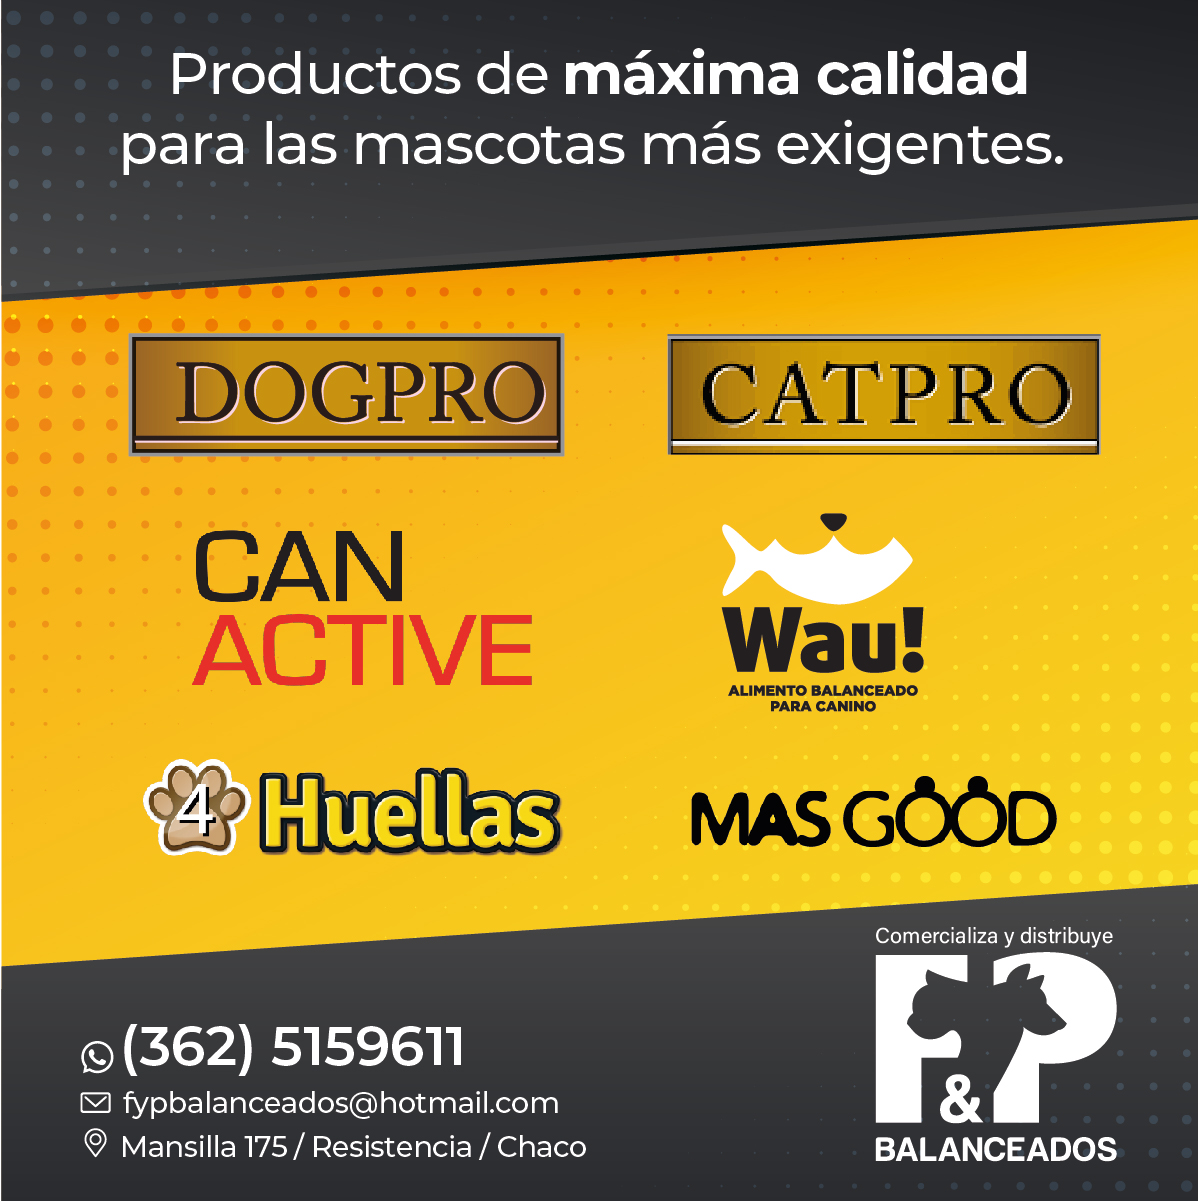 Productos de máxima calidad
para las mascotas más exigentes.
DOGPRO
CATPRO
CAN
ACTIVE
Wau!
ALIMENTO BALANCEADO
PARA CANINO
4 Huellas
MAS GOOD
Comercializa y distribuye
F&P
BALANCEADOS
(362) 5159611
fypbalanceados@hotmail.com
Mansilla 175 / Resistencia / Chaco